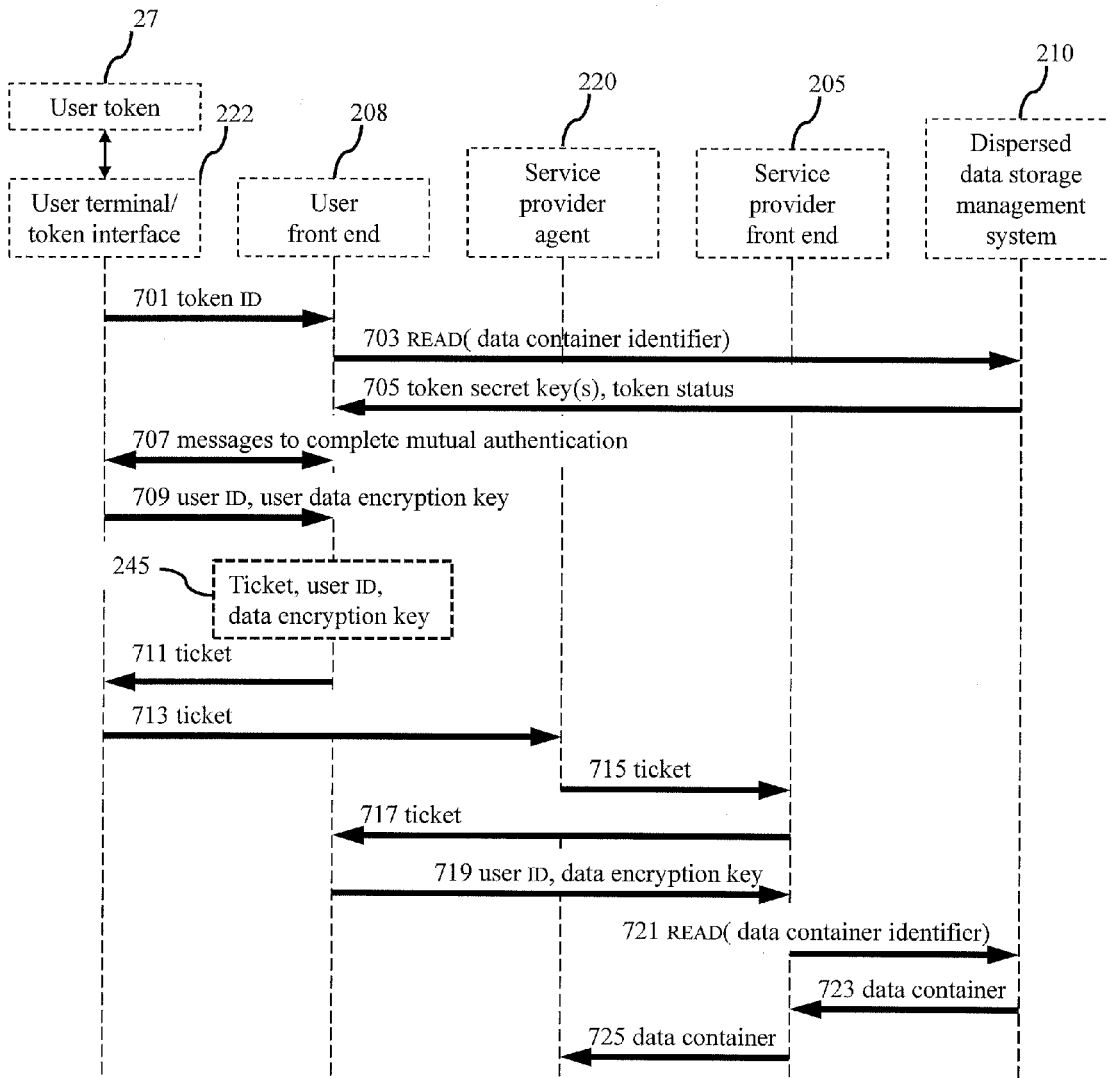 27
User token
222
208
220
205
210
User terminal/
token interface
User
front end
Service
provider
agent
Service
provider
front end
Dispersed
data storage
management
system
701 token ID
703 READ( data container identifier)
705 token secret key(s), token status
707 messages to complete mutual authentication
709 user ID, user data encryption key
245
Ticket, user ID,
data encryption key
711 ticket
713 ticket
715 ticket
717 ticket
719 user ID, data encryption key
721 READ( data container identifier)
723 data container
725 data container